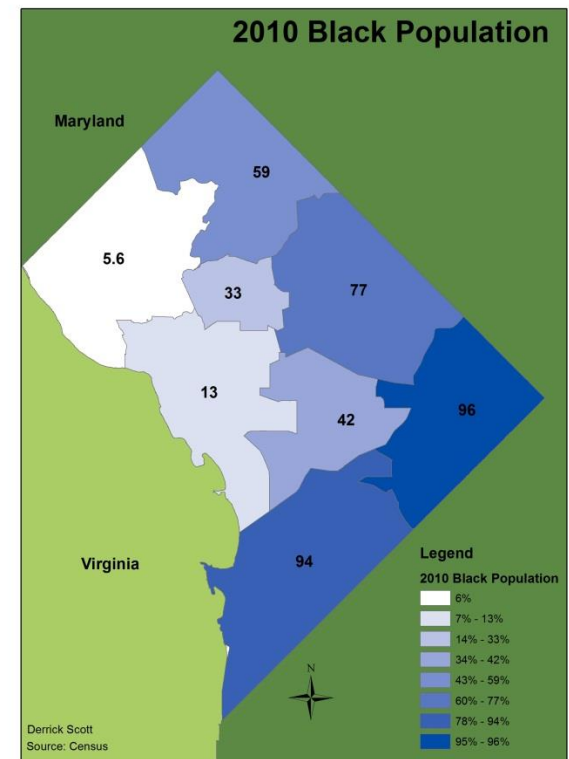 2010 Black Population
Maryland
59
5.6
33
77
13
42
96
94
Virginia
Legend
2010 Black Population
6%
7% - 13%
14% - 33%
34% - 42%
43% - 59%
60% - 77%
78% - 94%
95% - 96%
N
Derrick Scott
Source: Census